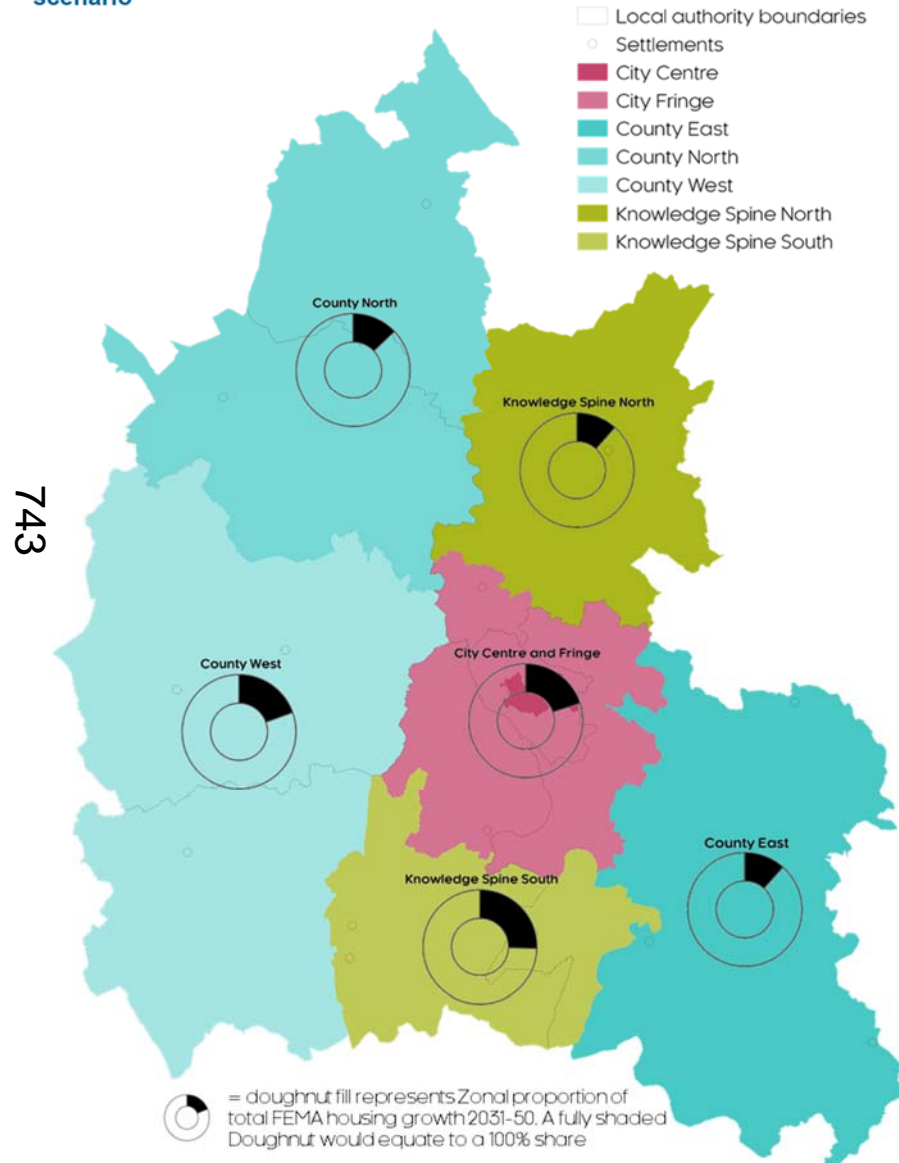 scenario
Local authority boundaries
Settlements
City Centre
City Fringe
County East
County North
County West
Knowledge Spine North
Knowledge Spine South
County North
Knowledge Spine North
743
City Centre and Fringe
County West
County East
Knowledge Spine South
= doughnut fill represents Zonal proportion of
total FEMA housing growth 2031-50. A fully shaded
Doughnut would equate to a 100% share